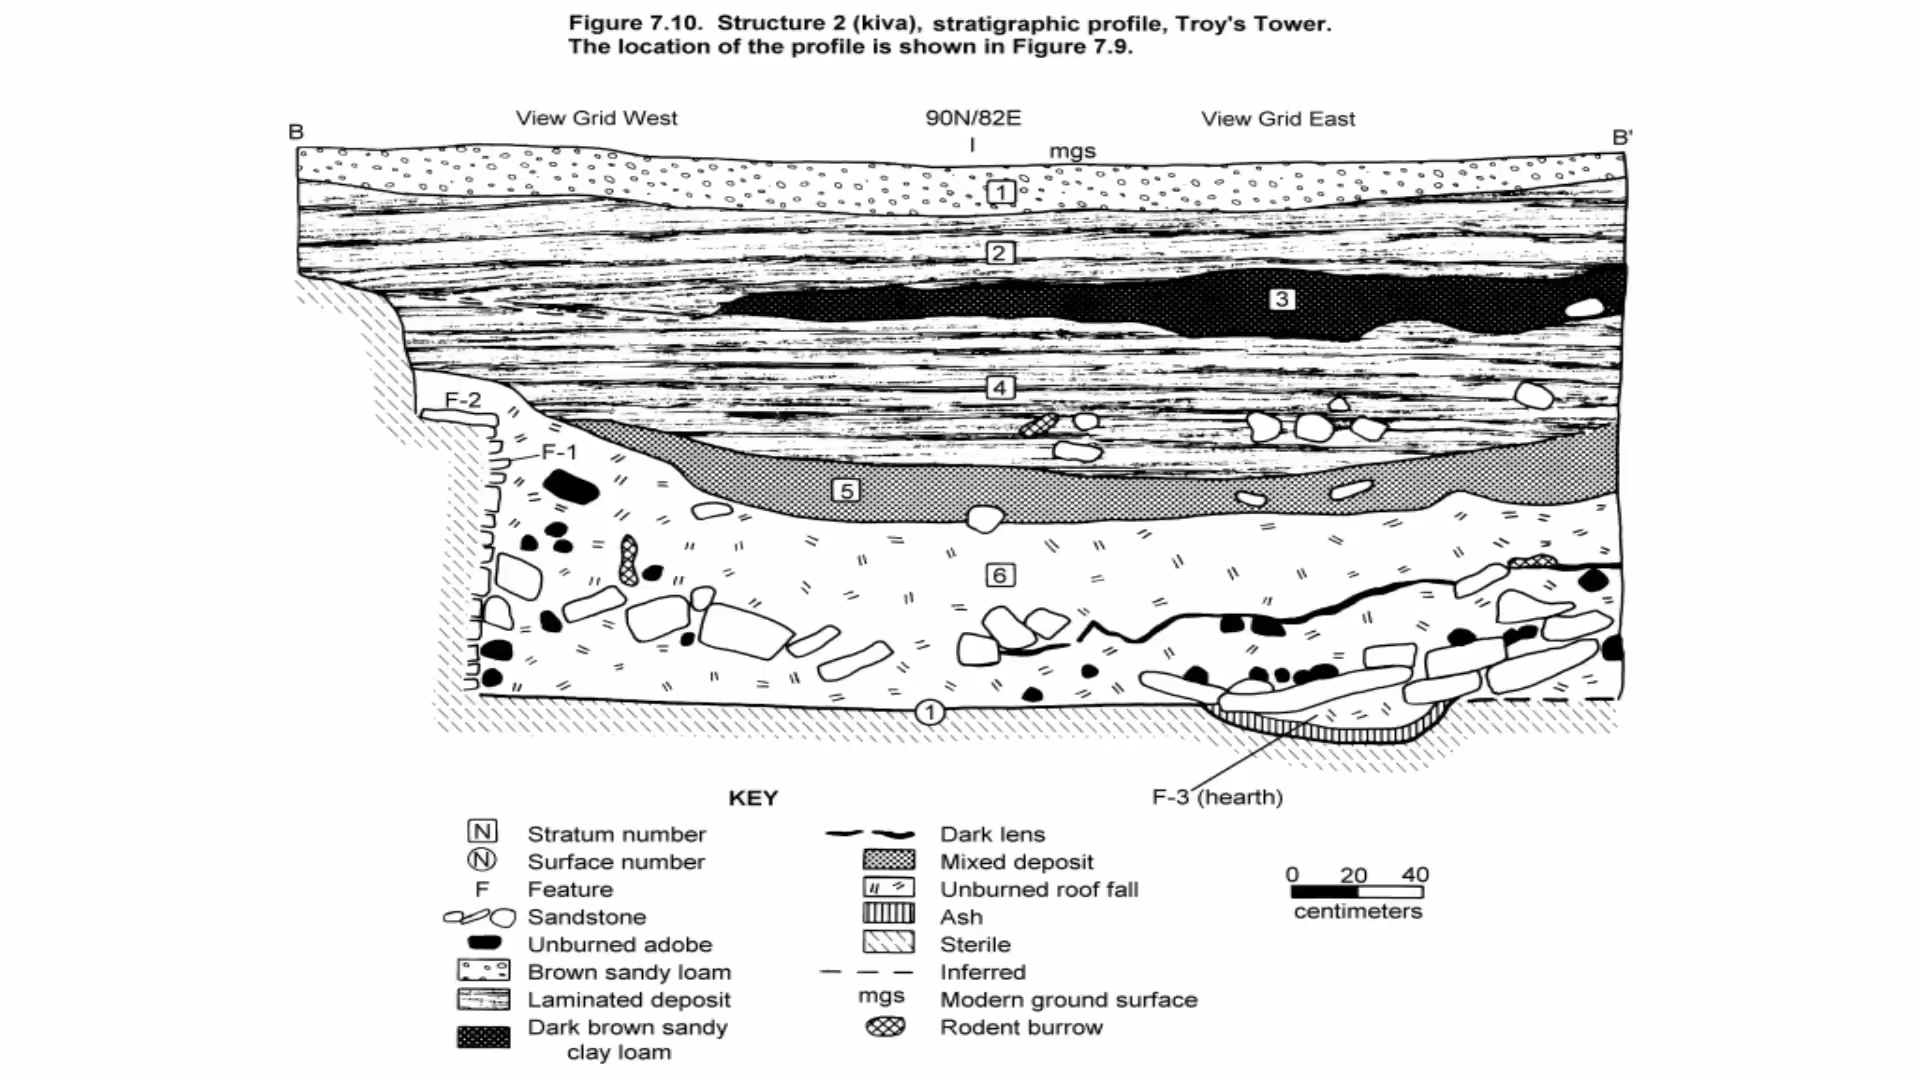 Figure 7.10. Structure 2 (kiva), stratigraphic profile, Troy's Tower.
The location of the profile is shown in Figure 7.9.
View Grid West 90N/82E View Grid East
B B'
mgs
1
2
3
4
F-2
F-1
5
6
1
F-3 (hearth)
KEY
N Stratum number
N Surface number
F Feature
Sandstone
Unburned adobe
Brown sandy loam
Laminated deposit
Dark brown sandy
clay loam
Dark lens
Mixed deposit
Unburned roof fall
Ash
Sterile
Inferred
mgs Modern ground surface
Rodent burrow
0 20 40
centimeters